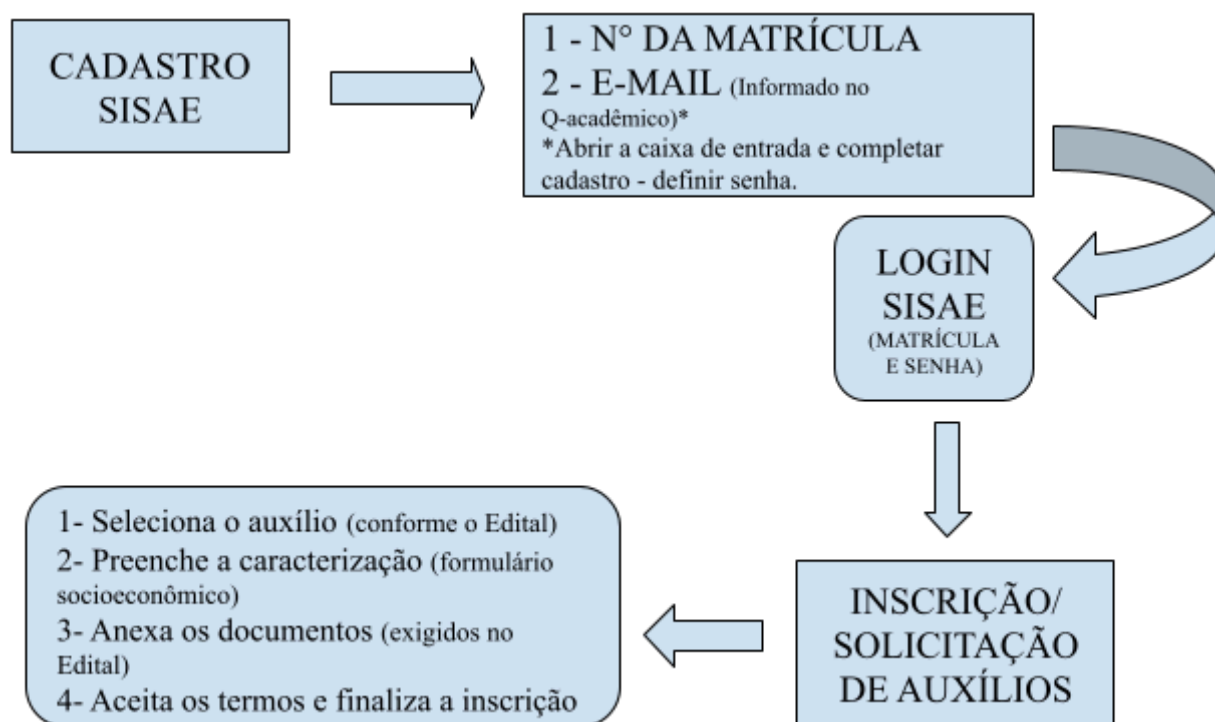 CADASTRO
SISAE
1 - N° DA MATRÍCULA
2 - E-MAIL (Informado no
Q-acadêmico)*
*Abrir a caixa de entrada e completar
cadastro - definir senha.
LOGIN
SISAE
(MATRÍCULA
E SENHA)
INSCRIÇÃO/
SOLICITAÇÃO
DE AUXÍLIOS
1- Seleciona o auxílio (conforme o Edital)
2- Preenche a caracterização (formulário
socioeconômico)
3- Anexa os documentos (exigidos no
Edital)
4- Aceita os termos e finaliza a inscrição